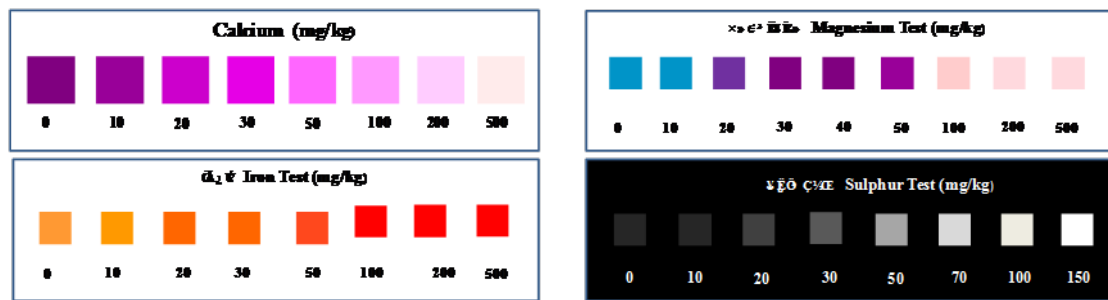 Calcium (mg/kg)
0 10 20 30 50 100 200 500
Magnesium Test (mg/kg)
0 10 20 30 40 50 100 200 500
Iron Test (mg/kg)
0 10 20 30 50 100 200 500
Sulphur Test (mg/kg)
0 10 20 30 50 70 100 150